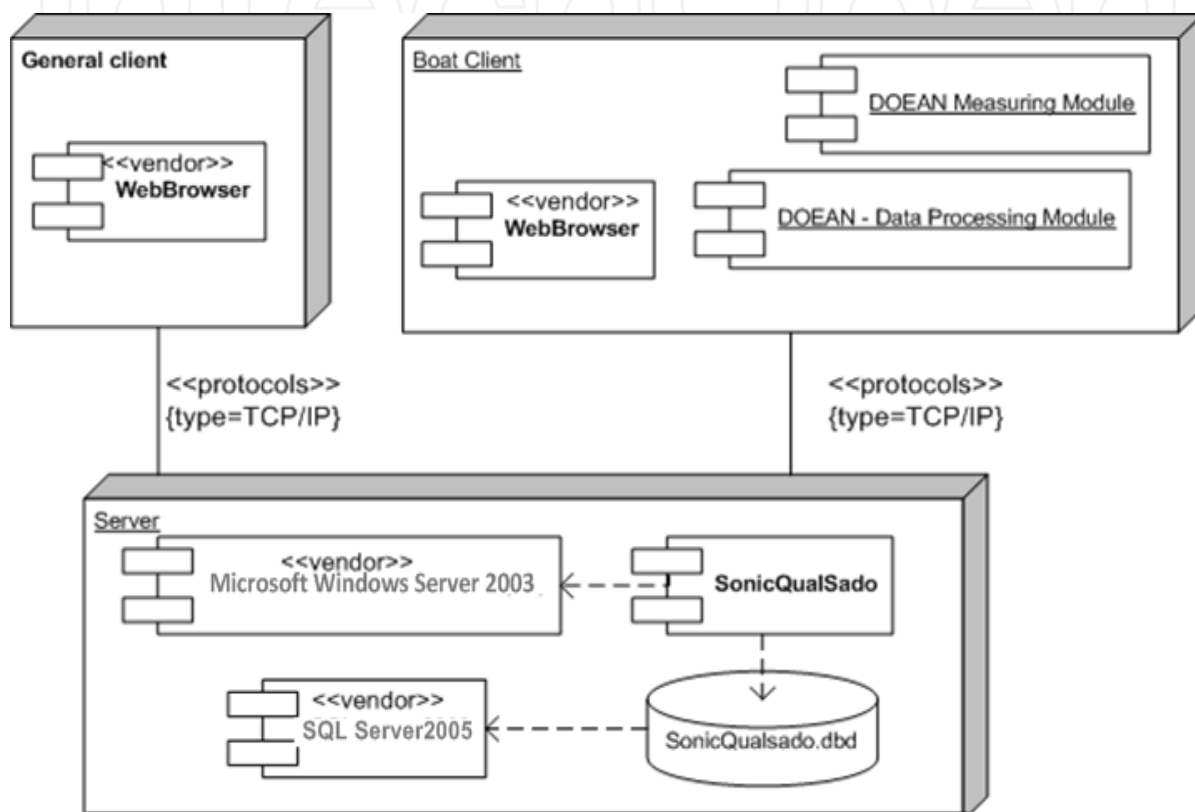 General client
<<vendor>>
WebBrowser
Boat Client
DOEAN Measuring Module
<<vendor>>
WebBrowser
DOEAN - Data Processing Module
<<protocols>>
{type=TCP/IP}
<<protocols>>
{type=TCP/IP}
Server
<<vendor>>
Microsoft Windows Server 2003
SonicQualSado
<<vendor>>
SQL Server2005
SonicQualsado.dbd